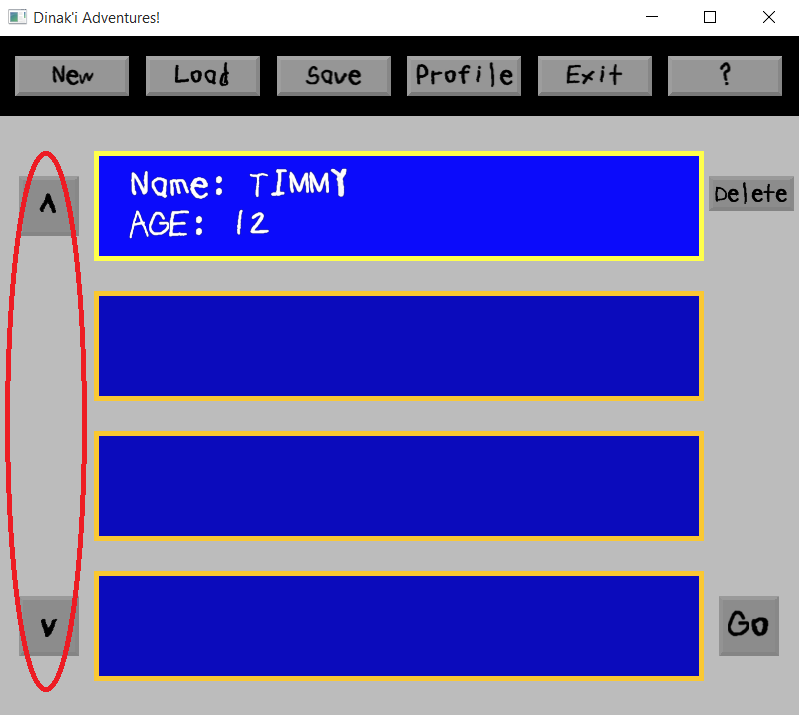 Dinak'i Adventures!
New Load Save Profile Exit ?
^
Name: TIMMY
AGE: 12
Delete
v
Go